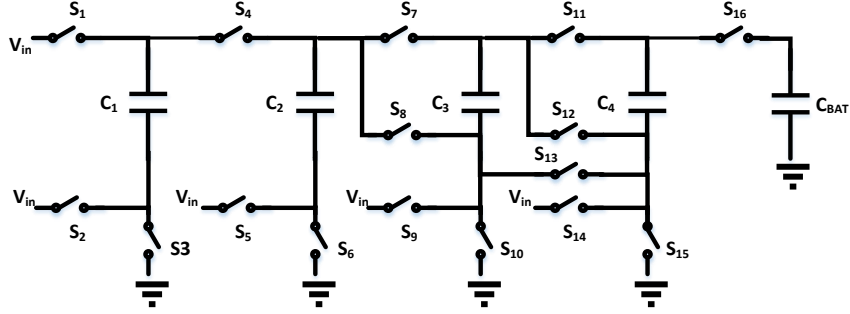 S1 S4 S7 S11 S16
Vin
C1 C2 C3 C4 CBAT
S8 S12
S13
Vin Vin Vin Vin
S2 S5 S9 S14
S3 S6 S10 S15